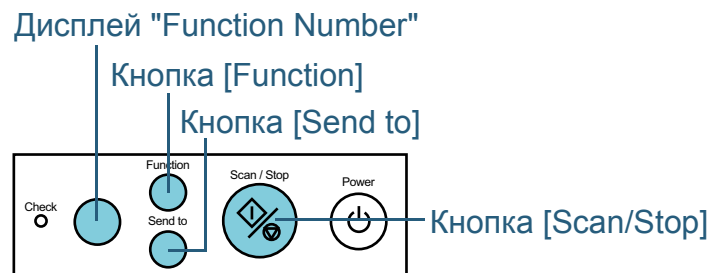 Дисплей "Function Number"
Кнопка [Function]
Кнопка [Send to]
Function
Scan / Stop
Power
Check
Send to
Кнопка [Scan/Stop]